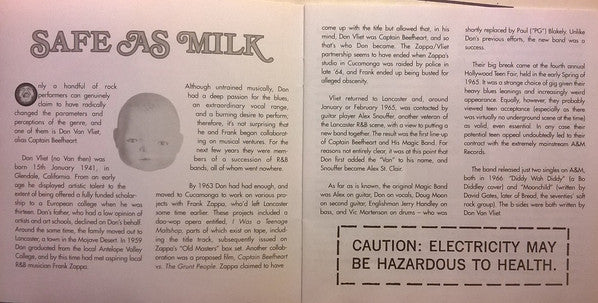 SAFE AS MILK
Only a handful of rock
performers can genuinely
claim to have radically
changed the parameters and
perceptions of the genre, and
one of them is Don Van Vliet,
alias Captain Beefheart.
Don Vliet (no Van then) was
born 15th January 1941, in
Glendale, California. From an
early age he displayed artistic talent to the
extent of being offered a fully funded scholar-
ship to a European college when he was
thirteen. Don's father, who had a low opinion of
artists and art schools, declined on Don's behalf.
Around the same time, the family moved out to
Lancaster, a town in the Mojave Desert. In 1959
Don graduated from the local Antelope Valley
College, and by this time had met aspiring local
R&B musician Frank Zappa.
Although untrained musically, Don
had a deep passion for the blues,
an extraordinary vocal range,
and a burning desire to perform;
therefore, it's not surprising that
he and Frank began collaborat-
ing on musical ventures. For the
next few years they were mem-
bers of a succession of R&B
bands, all of whom went nowhere.
By 1963 Don had had enough, and
moved to Cucamonga to work on various pro-
jects with Frank Zappa, who'd left Lancaster
some time earlier. These projects included a
doo-wop opera entitled, I Was a Teenage
Maltshop, parts of which exist on tape, includ-
ing the title track, subsequently issued on
Zappa's "Old Masters" box set. Another collab-
oration was a proposed film, Captain Beefheart
vs. The Grunt People. Zappa claimed to have
come up with the title but allowed that, in his
mind, Don Vliet was Captain Beefheart, and so
that's who Don became. The Zappa/Vliet
partnership seems to have ended when Zappa's
studio in Cucamonga was raided by police in
late '64, and Frank ended up being busted for
alleged obscenity.
Vliet returned to Lancaster and, around
January or February 1965, was contacted by
guitar player Alex Snouffer, another veteran of
the Lancaster R&B scene, with a view to putting a
new band together. The result was the first line up
of Captain Beefheart and His Magic Band. For
reasons not entirely clear, it was at this point that
Don first added the "Van" to his name, and
Snouffer became Alex St. Clair.
As far as is known, the original Magic Band
was Alex on guitar, Don on vocals, Doug Moon
on second guitar, Englishman Jerry Handley on
bass, and Vic Mortensen on drums – who was
shortly replaced by Paul ("PG") Blakely. Unlike
Don's previous efforts, the new band was a
success.
Their big break came at the fourth annual
Hollywood Teen Fair, held in the early Spring of
1965. It was a strange choice of gig given their
heavy blues leanings and increasingly weird
appearance. Equally, however, they probably
viewed teen acceptance (especially as there
was virtually no underground scene at the time)
as valid, even essential. In any case their
potential teen appeal undoubtedly led to their
contract with the extremely mainstream A&M
Records.
The band released just two singles on A&M,
both in 1966 "Diddy Wah Diddy" (a Bo
Diddley cover) and "Moonchild" (written by
David Gates, later of Bread, the seventies' soft
rock group). The b sides were both written by
Don Van Vliet
CAUTION: ELECTRICITY MAY
BE HAZARDOUS TO HEALTH.